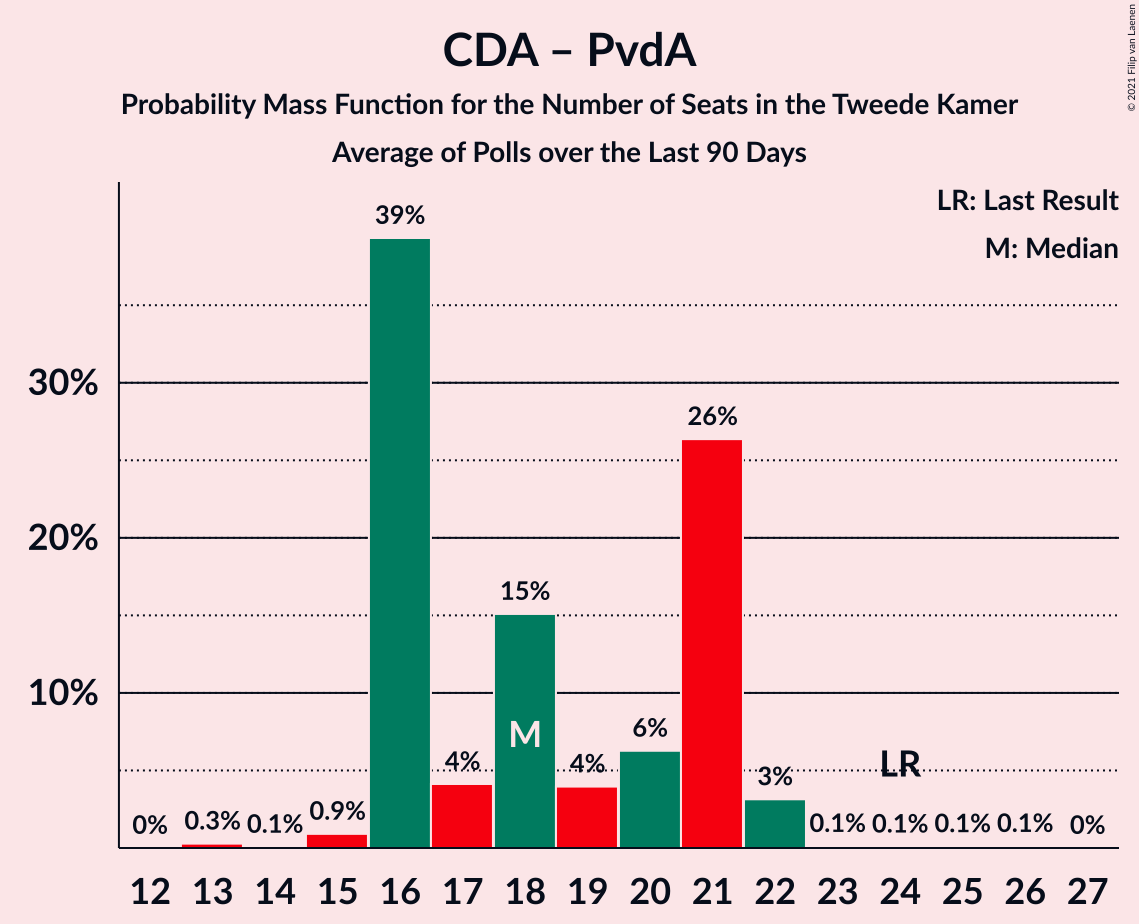 CDA – PvdA
Probability Mass Function for the Number of Seats in the Tweede Kamer
Average of Polls over the Last 90 Days
© 2021 Filip van Laenen
LR: Last Result
M: Median
30%
20%
10%
0%
0.3%
0.1%
0.9%
39%
4%
15%
M
4%
6%
26%
3%
0.1%
LR
0.1%
0.1%
0.1%
0%
12 13 14 15 16 17 18 19 20 21 22 23 24 25 26 27